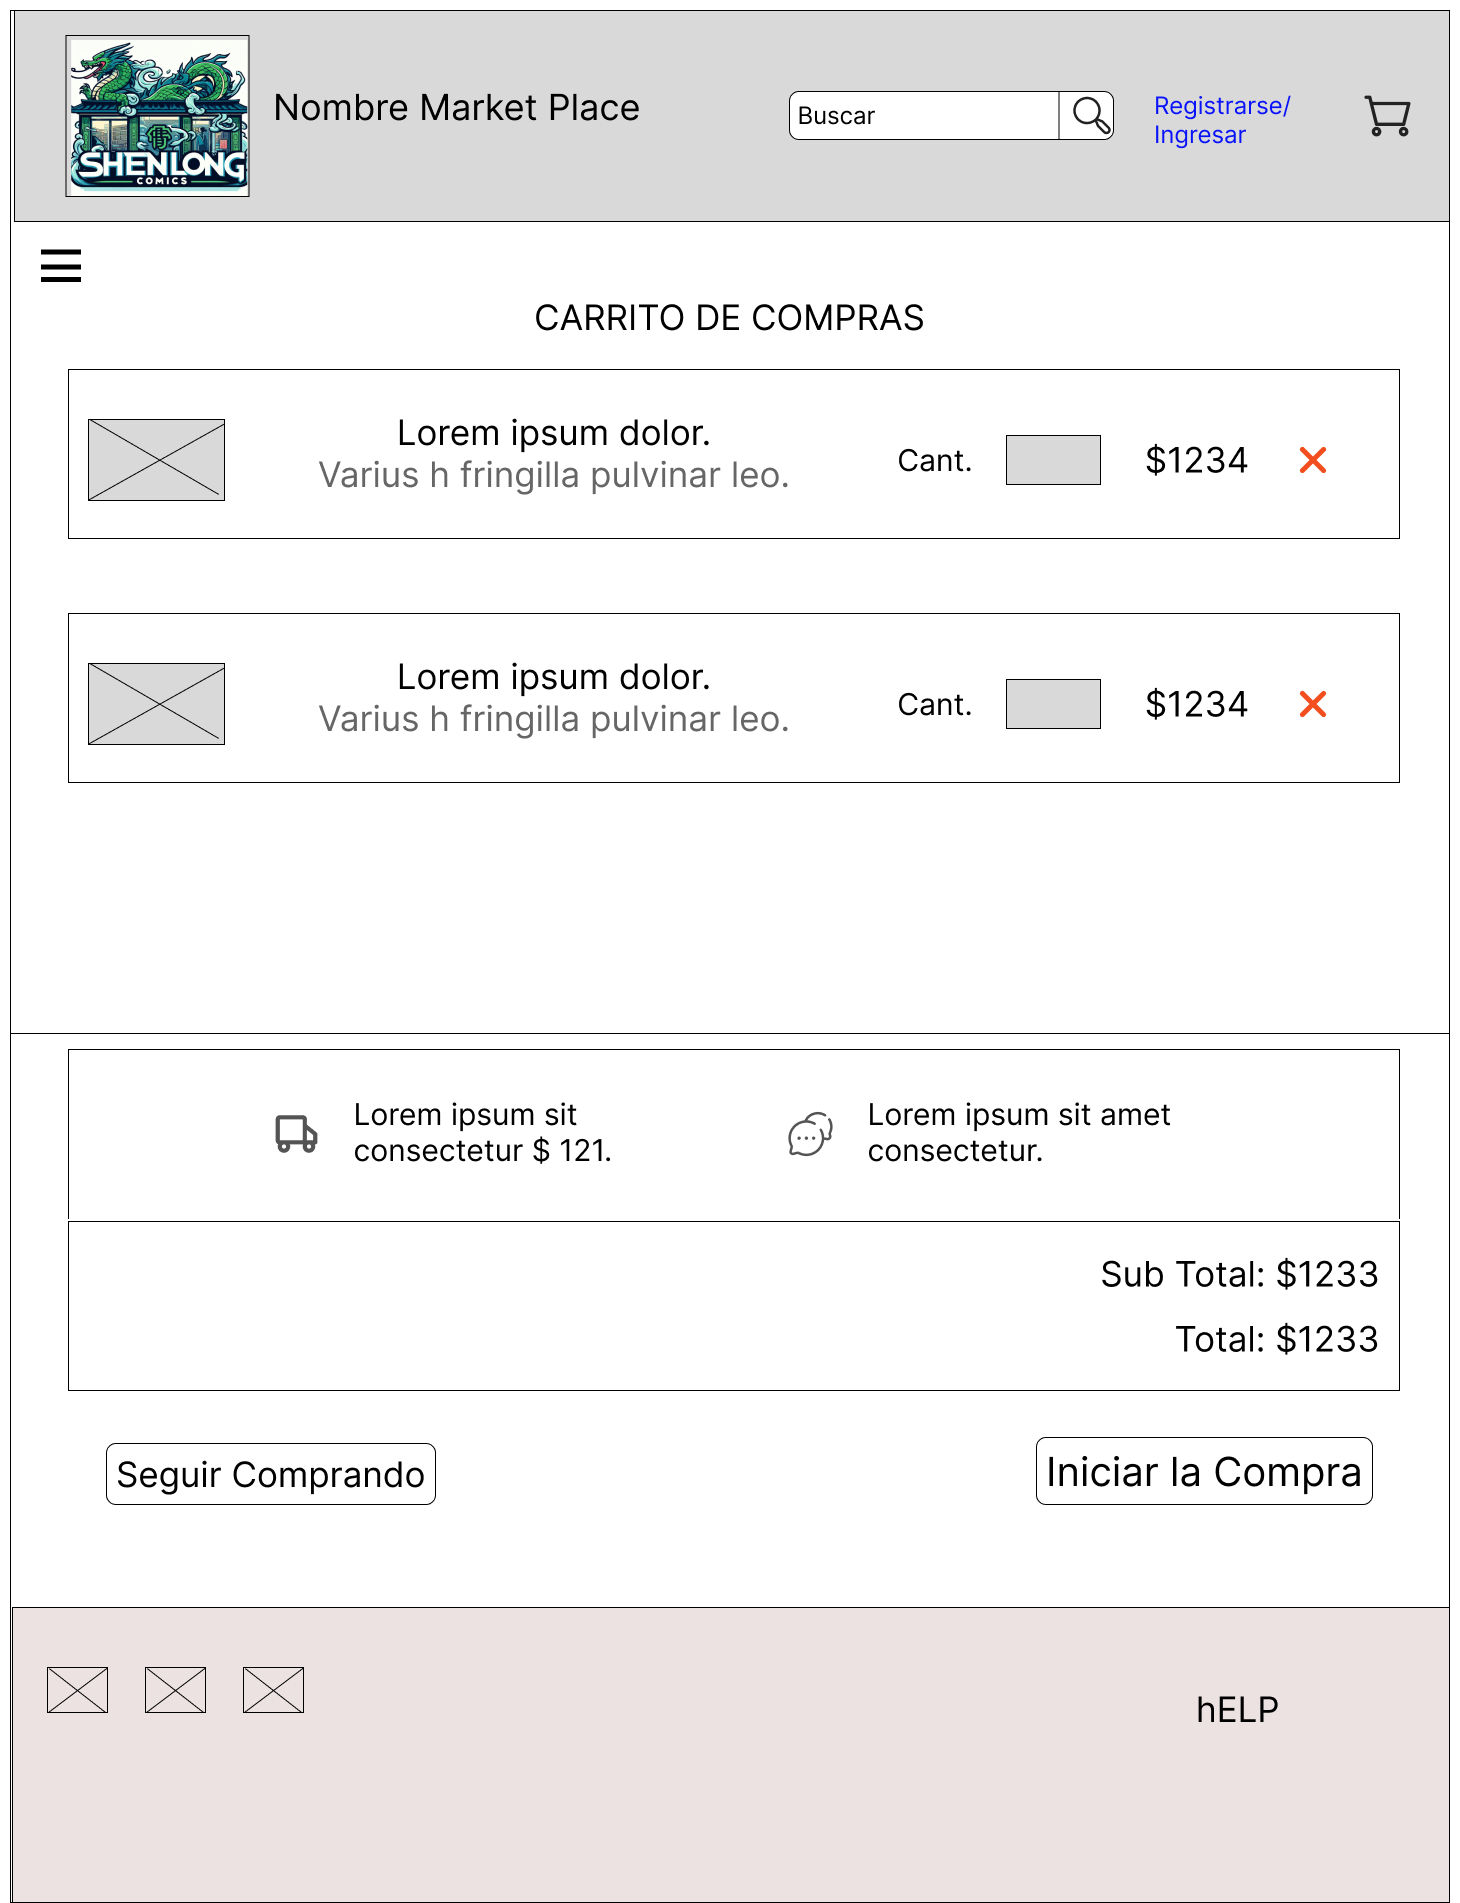 SHENLONG
COMICS
Nombre Market Place
Buscar
Registrarse/
Ingresar
CARRITO DE COMPRAS
Lorem ipsum dolor.
Varius h fringilla pulvinar leo.
Cant.
$1234
Lorem ipsum dolor.
Varius h fringilla pulvinar leo.
Cant.
$1234
Lorem ipsum sit
consectetur $ 121.
Lorem ipsum sit amet
consectetur.
Sub Total: $1233
Total: $1233
Seguir Comprando
Iniciar la Compra
hELP